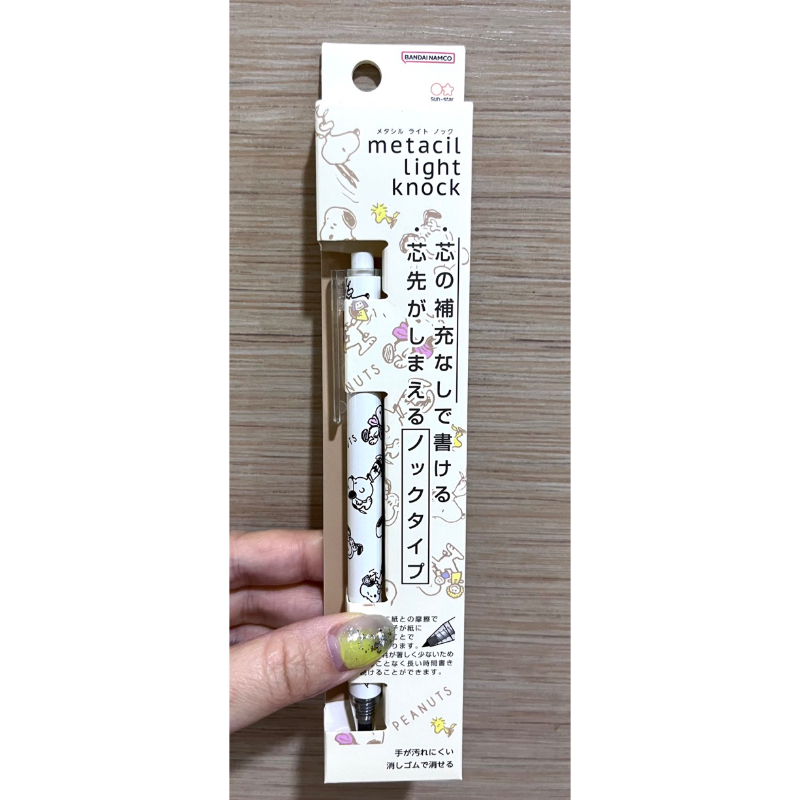 BANDAI NAMCO
sun-star
メタシル ライト ノック
metacil
light
knock
・芯の補充なしで書ける
・芯先がしまえるノックタイプ
PEANUTS
紙との摩擦で
子が紙に
ことで
ります。
耗が著しく少ないため
ことなく長い時間書き
けることができます。
PEANUTS
手が汚れにくい
消しゴムで消せる